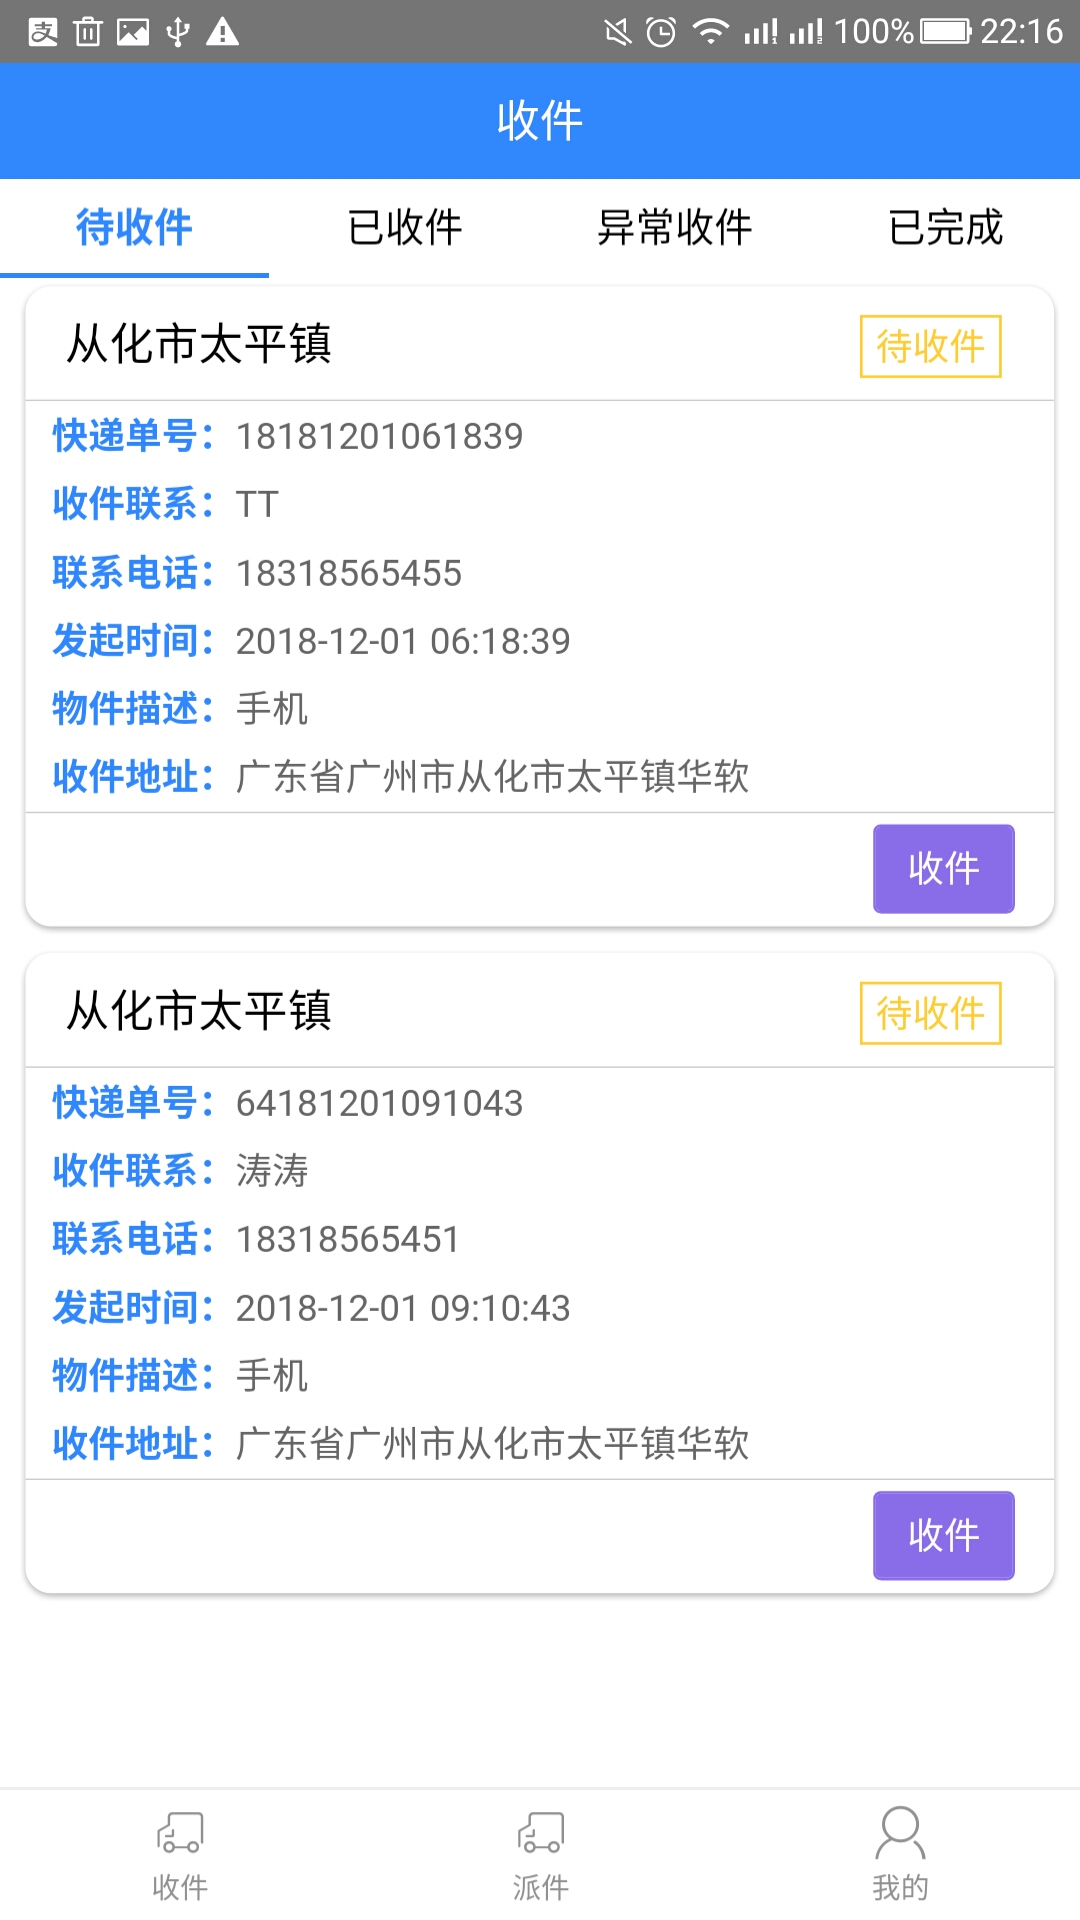 100% 22:16
收件
待收件 已收件 异常收件 已完成
从化市太平镇 待收件
快递单号：18181201061839
收件联系：TT
联系电话：18318565455
发起时间：2018-12-01 06:18:39
物件描述：手机
收件地址：广东省广州市从化市太平镇华软
收件
从化市太平镇 待收件
快递单号：64181201091043
收件联系：涛涛
联系电话：18318565451
发起时间：2018-12-01 09:10:43
物件描述：手机
收件地址：广东省广州市从化市太平镇华软
收件
收件 派件 我的